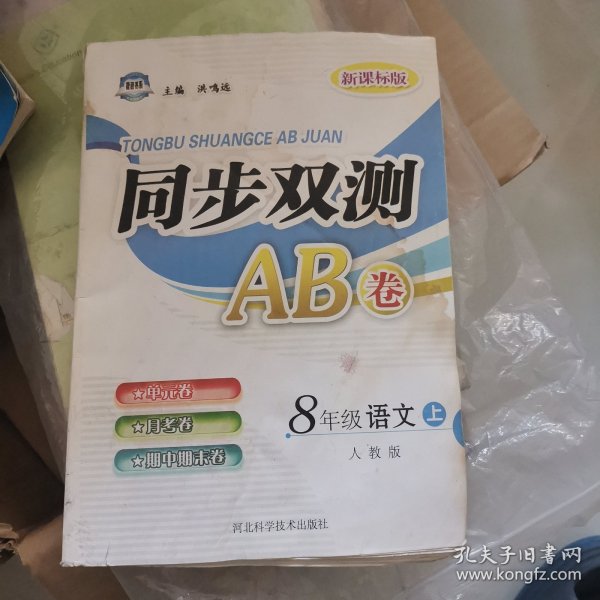 主编 洪鸣远
新课标版
TONGBU SHUANGCE AB JUAN
同步双测
AB卷
☆单元卷
☆月考卷
☆期中期末卷
8年级语文上
人教版
河北科学技术出版社
孔夫子旧书网
www.kongfz.com